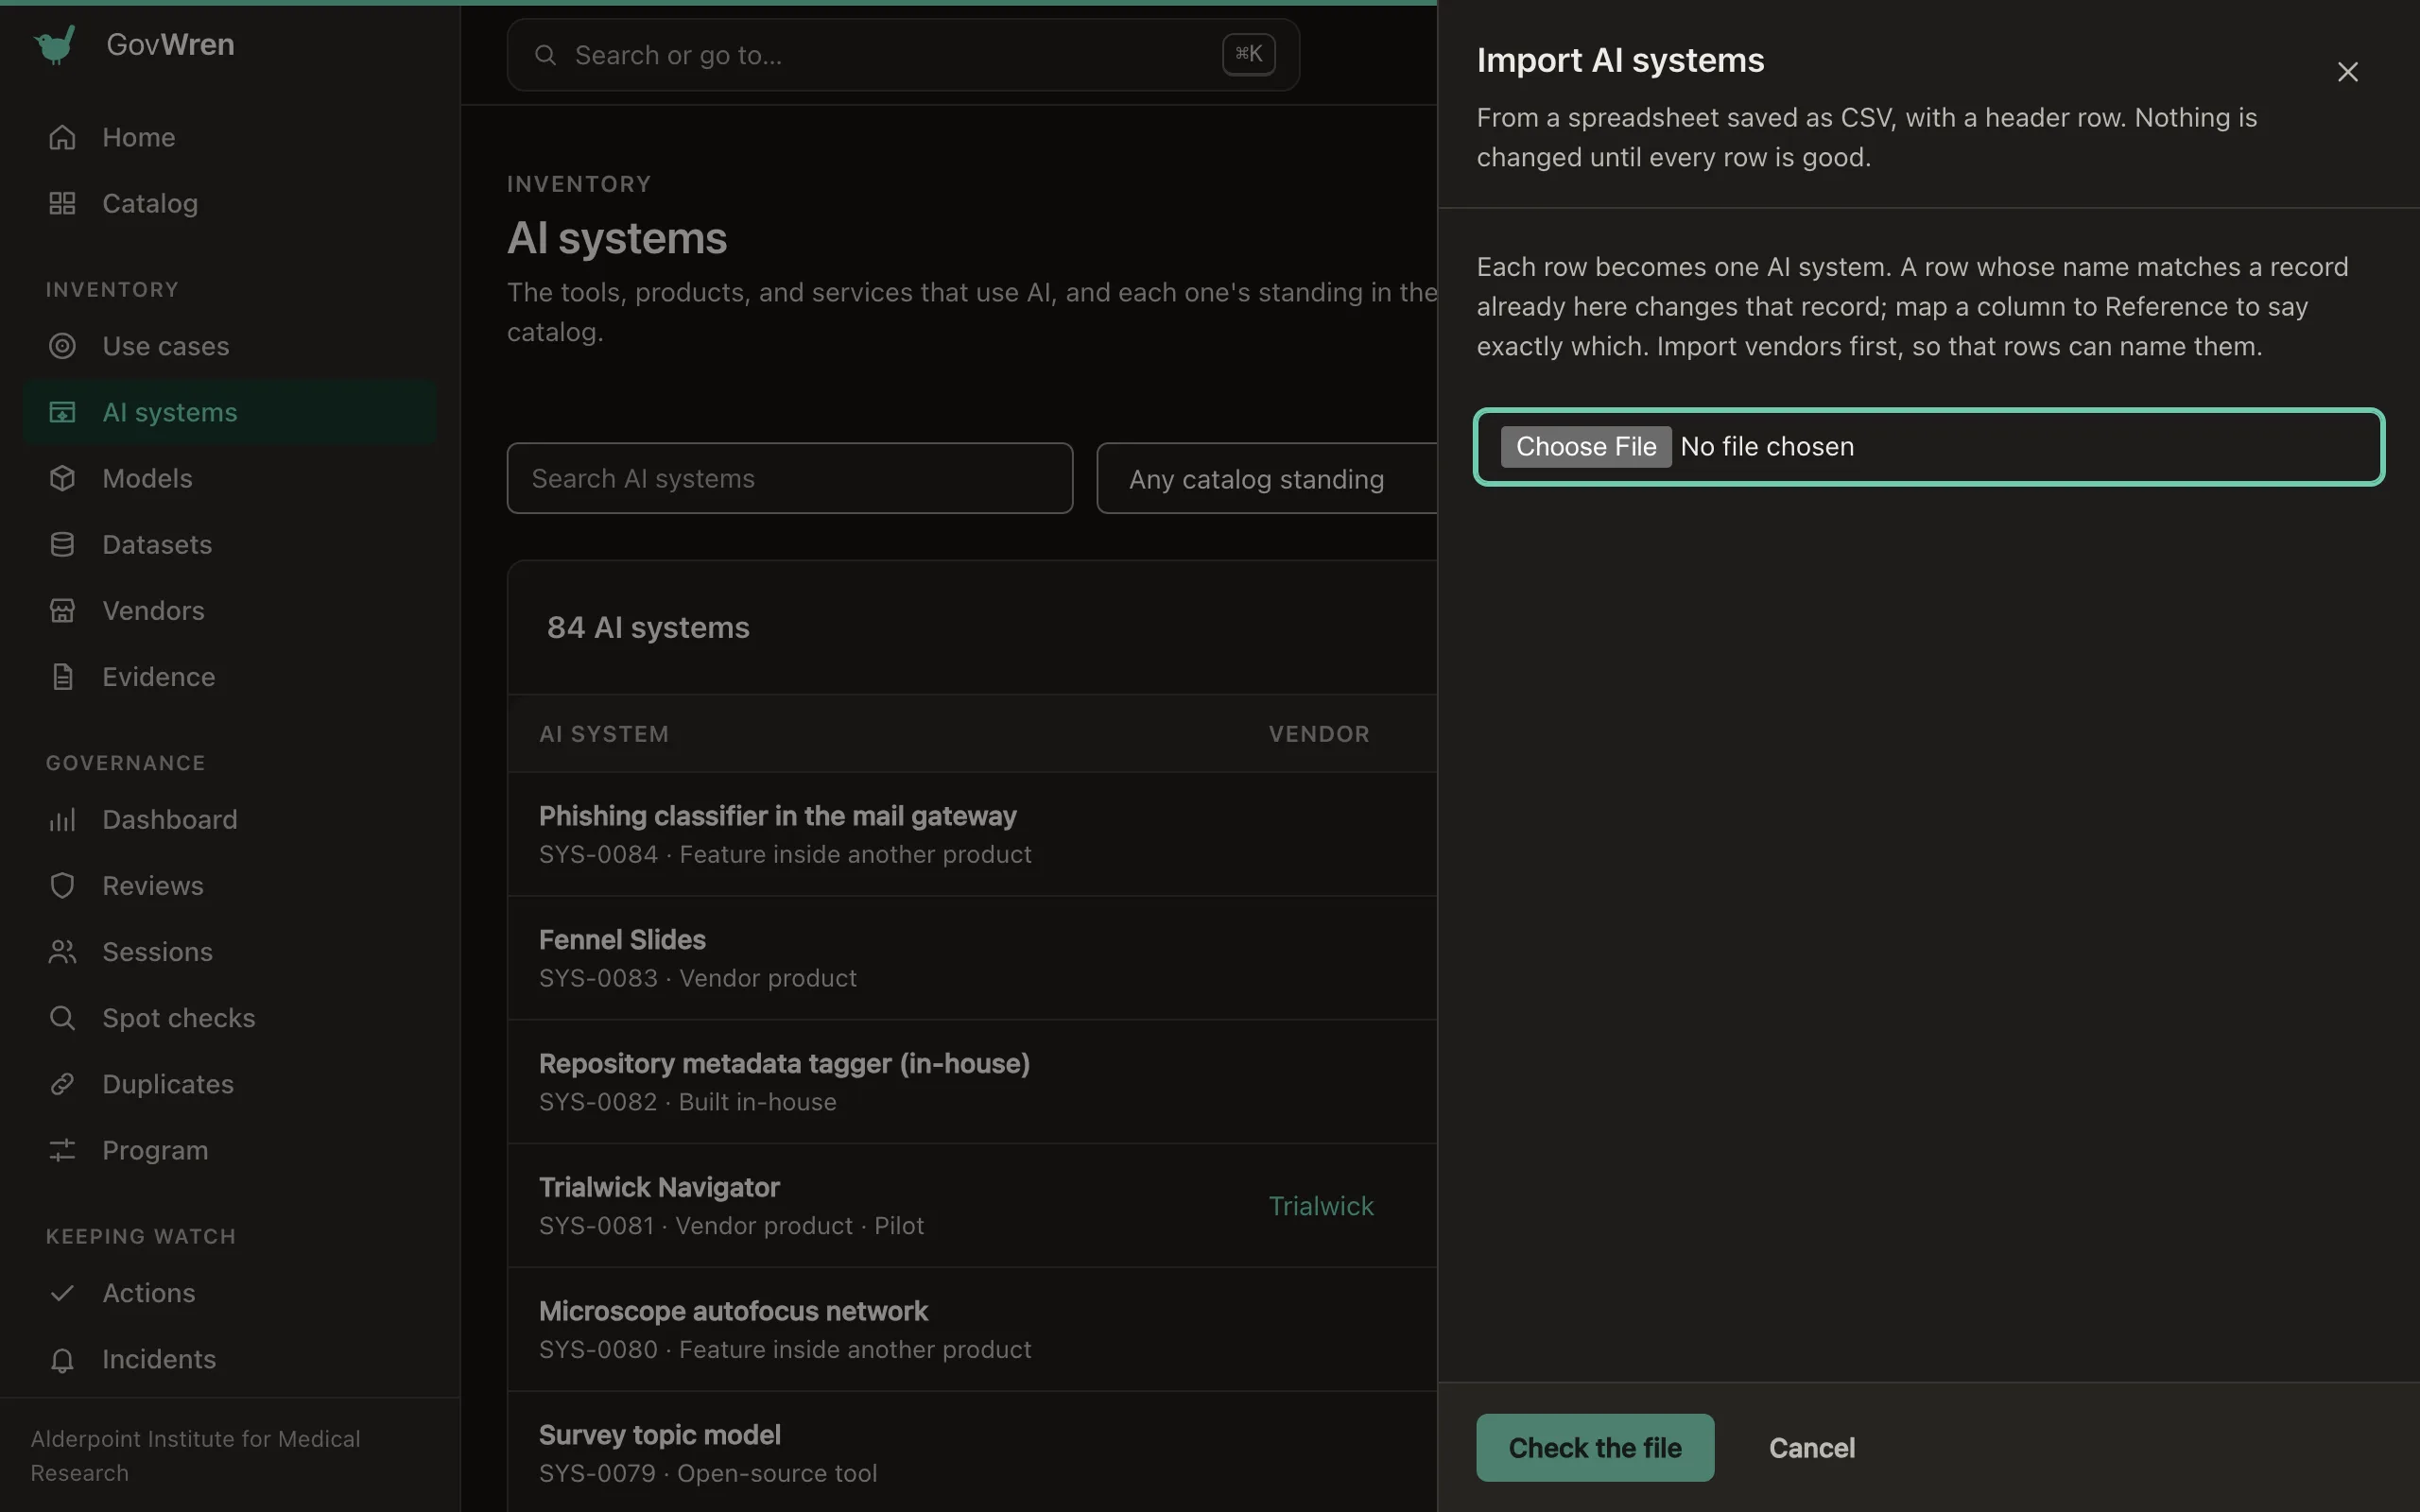 GovWren
Home
Catalog
INVENTORY
Use cases
AI systems
Models
Datasets
Vendors
Evidence
GOVERNANCE
Dashboard
Reviews
Sessions
Spot checks
Duplicates
Program
KEEPING WATCH
Actions
Incidents
Alderpoint Institute for Medical
Research
Search or go to...
⌘K
INVENTORY
AI systems
The tools, products, and services that use AI, and each one's standing in the
catalog.
Search AI systems
Any catalog standing
84 AI systems
AI SYSTEM
VENDOR
Phishing classifier in the mail gateway
SYS-0084 · Feature inside another product
Fennel Slides
SYS-0083 · Vendor product
Repository metadata tagger (in-house)
SYS-0082 · Built in-house
Trialwick Navigator
SYS-0081 · Vendor product · Pilot
Trialwick
Microscope autofocus network
SYS-0080 · Feature inside another product
Survey topic model
SYS-0079 · Open-source tool
Import AI systems
From a spreadsheet saved as CSV, with a header row. Nothing is
changed until every row is good.
Each row becomes one AI system. A row whose name matches a record
already here changes that record; map a column to Reference to say
exactly which. Import vendors first, so that rows can name them.
Choose File No file chosen
Check the file
Cancel